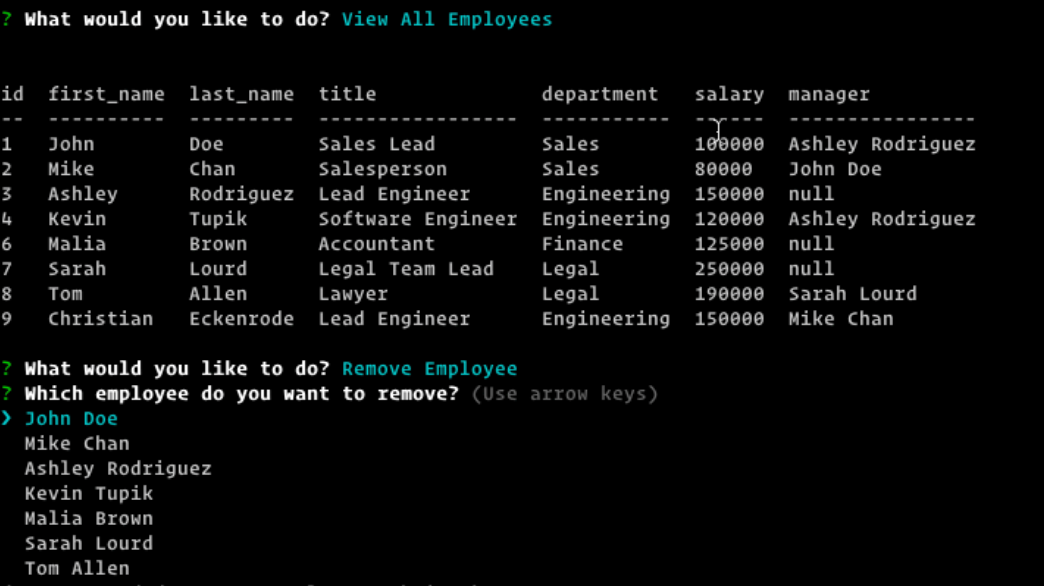 ? What would you like to do? View All Employees
id  first_name  last_name  title              department   salary  manager
--  ----------  ---------  -----------------  -----------  ------  ----------------
1   John        Doe        Sales Lead         Sales        100000  Ashley Rodriguez
2   Mike        Chan       Salesperson        Sales        80000   John Doe
3   Ashley      Rodriguez  Lead Engineer      Engineering  150000  null
4   Kevin       Tupik      Software Engineer  Engineering  120000  Ashley Rodriguez
6   Malia       Brown      Accountant         Finance      125000  null
7   Sarah       Lourd      Legal Team Lead    Legal        250000  null
8   Tom         Allen      Lawyer             Legal        190000  Sarah Lourd
9   Christian   Eckenrode  Lead Engineer      Engineering  150000  Mike Chan
? What would you like to do? Remove Employee
? Which employee do you want to remove? (Use arrow keys)
❯ John Doe
Mike Chan
Ashley Rodriguez
Kevin Tupik
Malia Brown
Sarah Lourd
Tom Allen